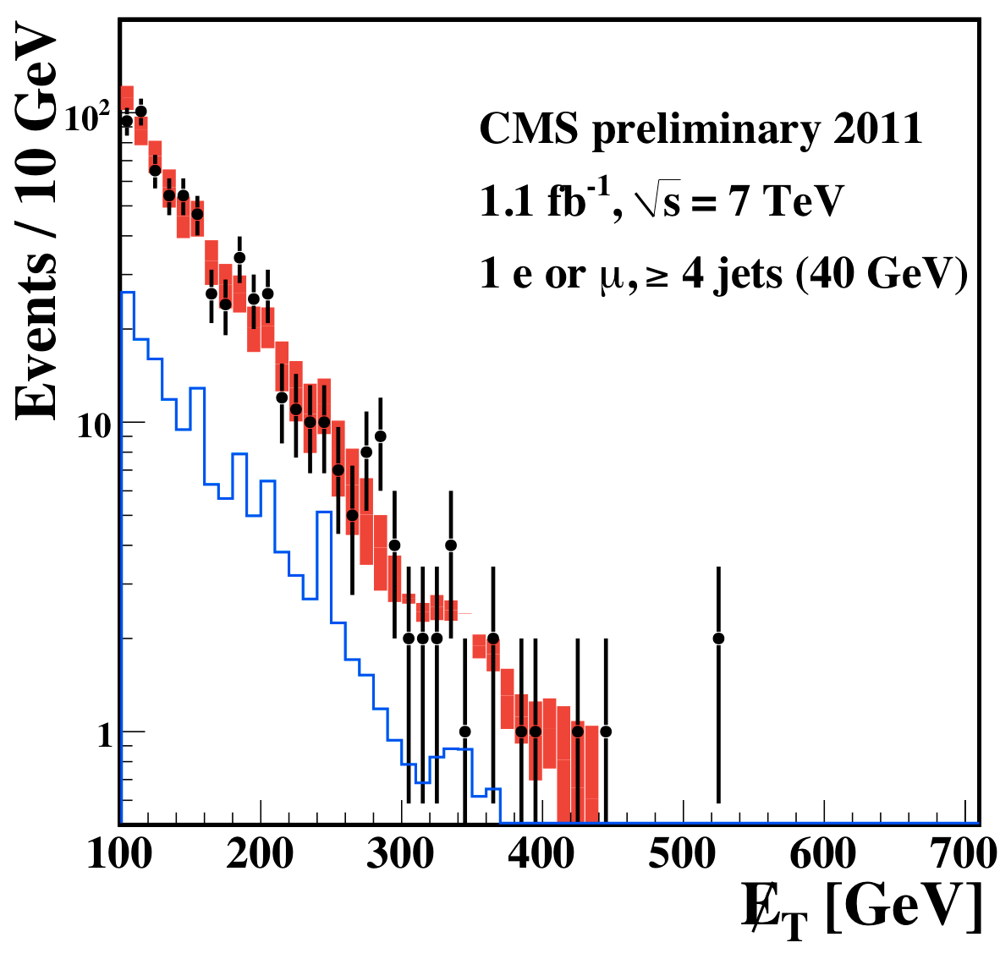 Events / 10 GeV
10²
10
1
CMS preliminary 2011
1.1 fb⁻¹, √s = 7 TeV
1 e or μ, ≥ 4 jets (40 GeV)
100 200 300 400 500 600 700
E̸_T [GeV]